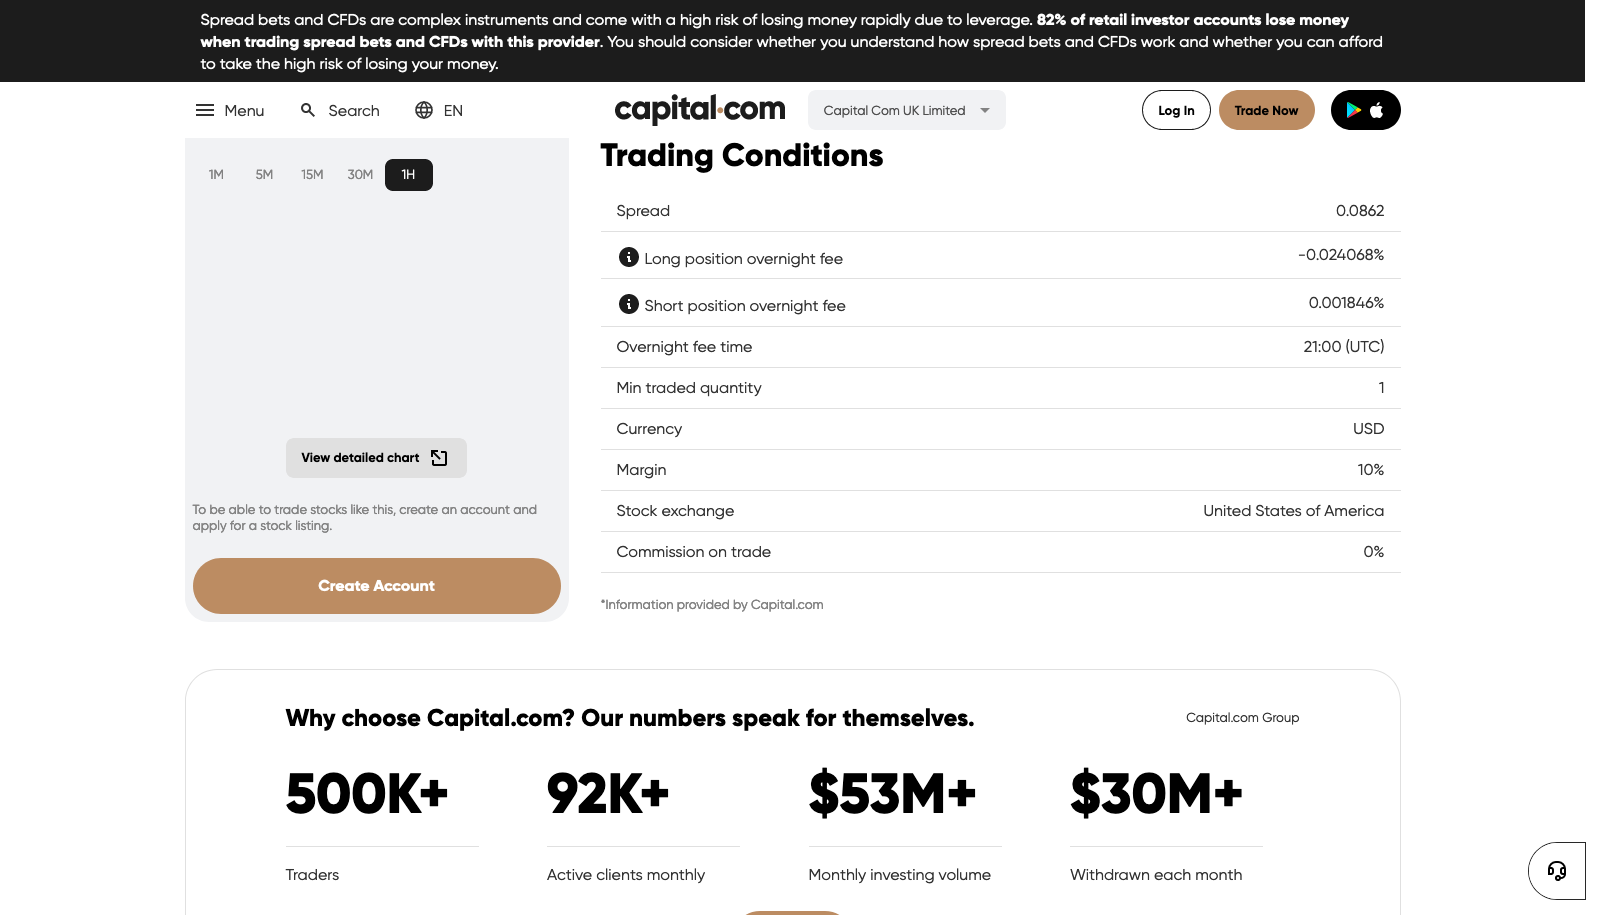 Spread bets and CFDs are complex instruments and come with a high risk of losing money rapidly due to leverage. 82% of retail investor accounts lose money
when trading spread bets and CFDs with this provider. You should consider whether you understand how spread bets and CFDs work and whether you can afford
to take the high risk of losing your money.
Menu Search EN capital.com Capital Com UK Limited Log In Trade Now
1M 5M 15M 30M 1H
View detailed chart
To be able to trade stocks like this, create an account and
apply for a stock listing.
Create Account
Trading Conditions
Spread 0.0862
Long position overnight fee -0.024068%
Short position overnight fee 0.001846%
Overnight fee time 21:00 (UTC)
Min traded quantity 1
Currency USD
Margin 10%
Stock exchange United States of America
Commission on trade 0%
*Information provided by Capital.com
Why choose Capital.com? Our numbers speak for themselves. Capital.com Group
500K+ 92K+ $53M+ $30M+
Traders Active clients monthly Monthly investing volume Withdrawn each month